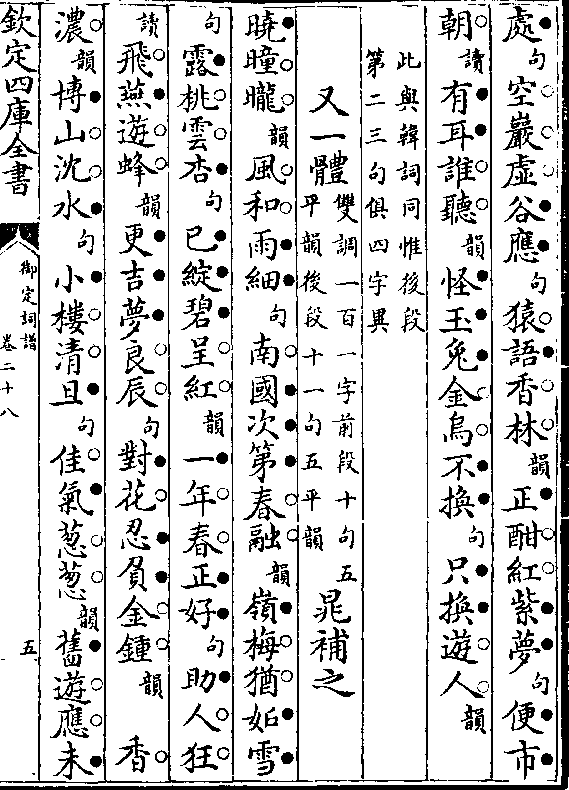 處句空巖虛谷應句猿語香林韻正酣紅紫夢句便市
朝讀有耳誰聽韻怪玉兔金烏不換句只換遊人韻
此與韓詞同惟後段
第二三句俱四字異
又一體雙調一百一字前段十句五
平韻後段十一句五平韻
晁補之
曉曈曨韻風和雨細句南國次第春融韻嶺梅猶妬雪
句露桃雲杏句已綻碧呈紅韻一年春正好句助人狂
讀飛燕遊蜂韻更吉夢良辰句對花忍負金鍾韻香
濃韻博山沈水句小樓清旦句佳氣葱葱韻舊遊應未
欽定四庫全書
御定詞譜
卷二十八
五